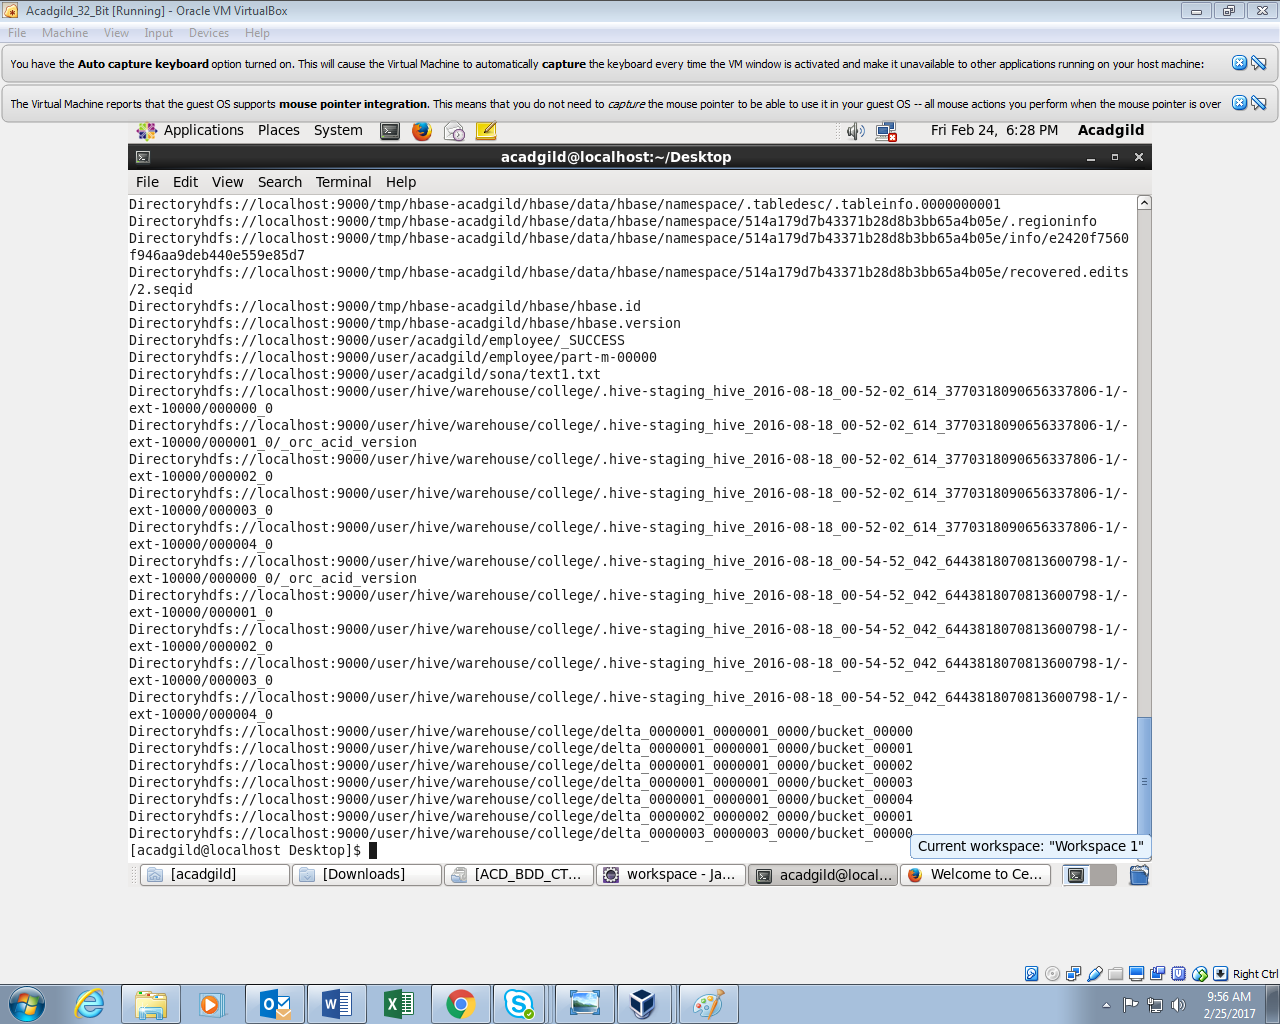 Acadgild_32_Bit [Running] - Oracle VM VirtualBox
File Machine View Input Devices Help
You have the Auto capture keyboard option turned on. This will cause the Virtual Machine to automatically capture the keyboard every time the VM window is activated and make it unavailable to other applications running on your host machine:
The Virtual Machine reports that the guest OS supports mouse pointer integration. This means that you do not need to capture the mouse pointer to be able to use it in your guest OS -- all mouse actions you perform when the mouse pointer is over
Applications Places System Fri Feb 24, 6:28 PM Acadgild
acadgild@localhost:~/Desktop
File Edit View Search Terminal Help
Directoryhdfs://localhost:9000/tmp/hbase-acadgild/hbase/data/hbase/namespace/.tabledesc/.tableinfo.0000000001
Directoryhdfs://localhost:9000/tmp/hbase-acadgild/hbase/data/hbase/namespace/514a179d7b43371b28d8b3bb65a4b05e/.regioninfo
Directoryhdfs://localhost:9000/tmp/hbase-acadgild/hbase/data/hbase/namespace/514a179d7b43371b28d8b3bb65a4b05e/info/e2420f7560
f946aa9deb440e559e85d7
Directoryhdfs://localhost:9000/tmp/hbase-acadgild/hbase/data/hbase/namespace/514a179d7b43371b28d8b3bb65a4b05e/recovered.edits
/2.seqid
Directoryhdfs://localhost:9000/tmp/hbase-acadgild/hbase/hbase.id
Directoryhdfs://localhost:9000/tmp/hbase-acadgild/hbase/hbase.version
Directoryhdfs://localhost:9000/user/acadgild/employee/_SUCCESS
Directoryhdfs://localhost:9000/user/acadgild/employee/part-m-00000
Directoryhdfs://localhost:9000/user/acadgild/sona/text1.txt
Directoryhdfs://localhost:9000/user/hive/warehouse/college/.hive-staging_hive_2016-08-18_00-52-02_614_3770318090656337806-1/-
ext-10000/000000_0
Directoryhdfs://localhost:9000/user/hive/warehouse/college/.hive-staging_hive_2016-08-18_00-52-02_614_3770318090656337806-1/-
ext-10000/000001_0/_orc_acid_version
Directoryhdfs://localhost:9000/user/hive/warehouse/college/.hive-staging_hive_2016-08-18_00-52-02_614_3770318090656337806-1/-
ext-10000/000002_0
Directoryhdfs://localhost:9000/user/hive/warehouse/college/.hive-staging_hive_2016-08-18_00-52-02_614_3770318090656337806-1/-
ext-10000/000003_0
Directoryhdfs://localhost:9000/user/hive/warehouse/college/.hive-staging_hive_2016-08-18_00-52-02_614_3770318090656337806-1/-
ext-10000/000004_0
Directoryhdfs://localhost:9000/user/hive/warehouse/college/.hive-staging_hive_2016-08-18_00-54-52_042_6443818070813600798-1/-
ext-10000/000000_0/_orc_acid_version
Directoryhdfs://localhost:9000/user/hive/warehouse/college/.hive-staging_hive_2016-08-18_00-54-52_042_6443818070813600798-1/-
ext-10000/000001_0
Directoryhdfs://localhost:9000/user/hive/warehouse/college/.hive-staging_hive_2016-08-18_00-54-52_042_6443818070813600798-1/-
ext-10000/000002_0
Directoryhdfs://localhost:9000/user/hive/warehouse/college/.hive-staging_hive_2016-08-18_00-54-52_042_6443818070813600798-1/-
ext-10000/000003_0
Directoryhdfs://localhost:9000/user/hive/warehouse/college/.hive-staging_hive_2016-08-18_00-54-52_042_6443818070813600798-1/-
ext-10000/000004_0
Directoryhdfs://localhost:9000/user/hive/warehouse/college/delta_0000001_0000001_0000/bucket_00000
Directoryhdfs://localhost:9000/user/hive/warehouse/college/delta_0000001_0000001_0000/bucket_00001
Directoryhdfs://localhost:9000/user/hive/warehouse/college/delta_0000001_0000001_0000/bucket_00002
Directoryhdfs://localhost:9000/user/hive/warehouse/college/delta_0000001_0000001_0000/bucket_00003
Directoryhdfs://localhost:9000/user/hive/warehouse/college/delta_0000001_0000001_0000/bucket_00004
Directoryhdfs://localhost:9000/user/hive/warehouse/college/delta_0000002_0000002_0000/bucket_00001
Directoryhdfs://localhost:9000/user/hive/warehouse/college/delta_0000003_0000003_0000/bucket_00000
[acadgild@localhost Desktop]$
Current workspace: "Workspace 1"
[acadgild] [Downloads] [ACD_BDD_CT... workspace - Ja... acadgild@local... Welcome to Ce...
Right Ctrl
9:56 AM
2/25/2017